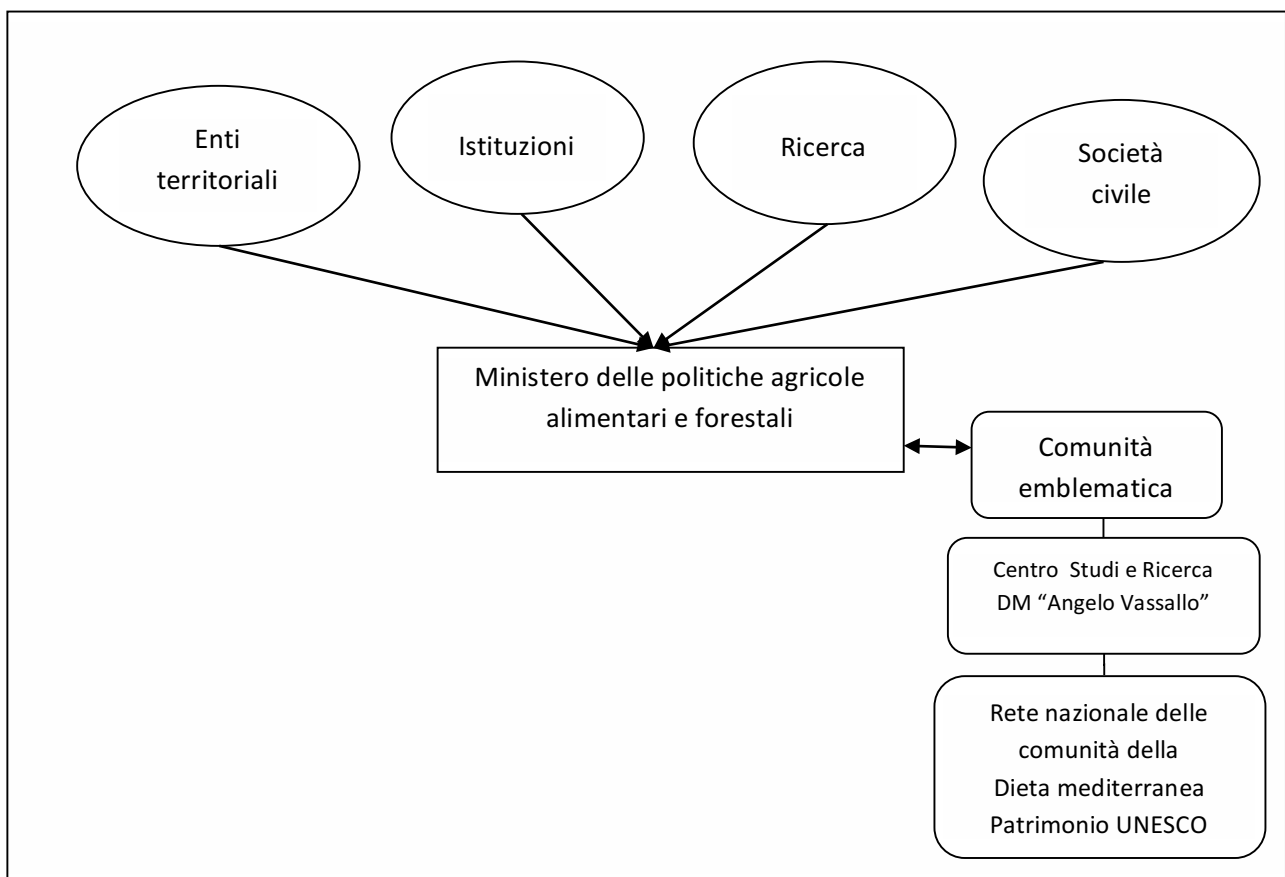 Enti
territoriali
Istituzioni
Ricerca
Società
civile
Ministero delle politiche agricole
alimentari e forestali
Comunità
emblematica
Centro Studi e Ricerca
DM “Angelo Vassallo”
Rete nazionale delle
comunità della
Dieta mediterranea
Patrimonio UNESCO